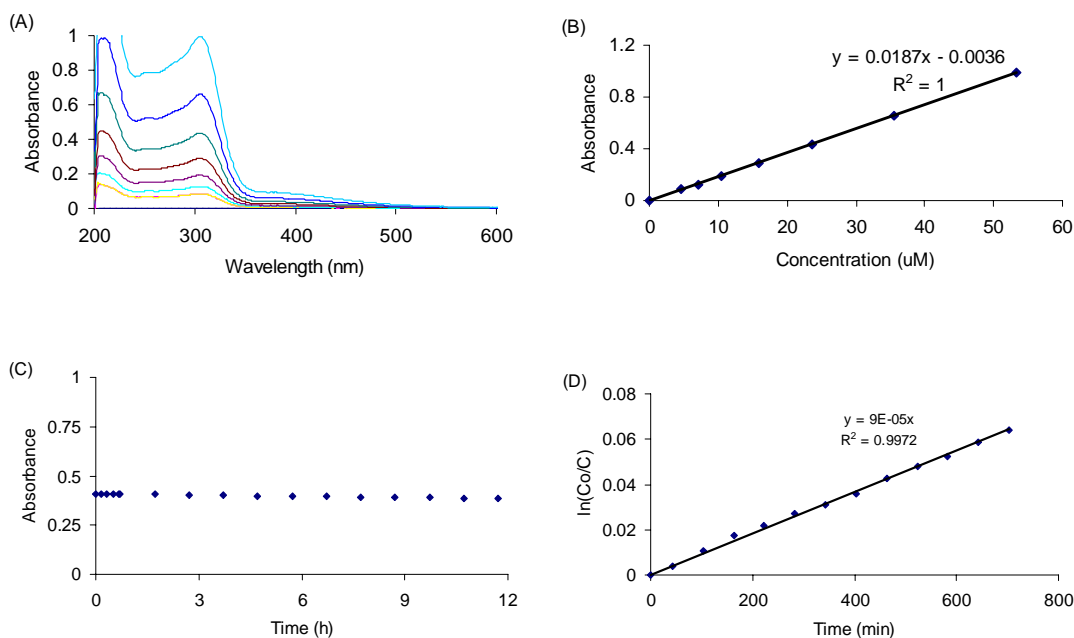 (A)
Absorbance
1
0.8
0.6
0.4
0.2
0
200
300
400
500
600
Wavelength (nm)
(B)
Absorbance
1.2
0.8
0.4
0
y = 0.0187x - 0.0036
R² = 1
0
10
20
30
40
50
60
Concentration (uM)
(C)
Absorbance
1
0.75
0.5
0.25
0
0
3
6
9
12
Time (h)
(D)
ln(Co/C)
0.08
0.06
0.04
0.02
0
y = 9E-05x
R² = 0.9972
0
200
400
600
800
Time (min)